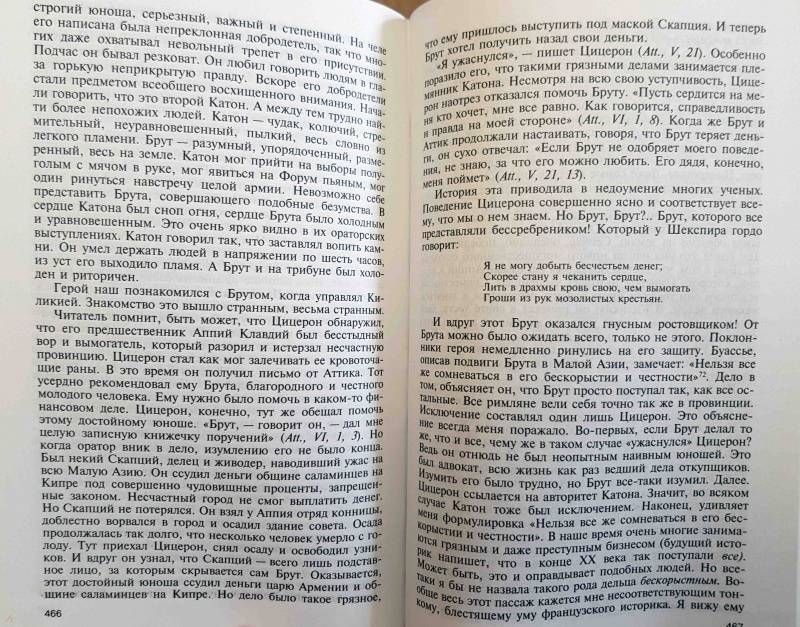 строгий юноша, серьезный, важный и степенный. На челе
его написана была непреклонная добродетель, так что мно-
гих даже охватывал невольный трепет в его присутствии.
Подчас он бывал резковат. Он любил говорить людям в гла-
за горькую неприкрытую правду. Вскоре его добродетели
стали предметом всеобщего восхищенного внимания. Нача-
ли говорить, что это второй Катон. А между тем трудно най-
ти более непохожих людей. Катон — чудак, колючий, стре-
мительный, неуравновешенный, пылкий, весь словно из
легкого пламени. Брут — разумный, упорядоченный, разме-
ренный, весь на земле. Катон мог прийти на выборы полу-
голым с мячом в руке, мог явиться на Форум пьяным, мог
один ринуться навстречу целой армии. Невозможно себе
представить Брута, совершающего подобные безумства. В
сердце Катона был сноп огня, сердце Брута было холодным
и уравновешенным. Это очень ярко видно в их ораторских
выступлениях. Катон говорил так, что заставлял вопить кам-
ни. Он умел держать людей в напряжении по шесть часов,
из уст его выходило пламя. А Брут и на трибуне был холо-
ден и риторичен.
Герой наш познакомился с Брутом, когда управлял Ки-
ликией. Знакомство это вышло странным, весьма странным.
Читатель помнит, быть может, что Цицерон обнаружил,
что его предшественник Аппий Клавдий был бесстыдный
вор и вымогатель, который разорил и истерзал несчастную
провинцию. Цицерон стал как мог залечивать ее кровоточа-
щие раны. В это время он получил письмо от Аттика. Тот
усердно рекомендовал ему Брута, благородного и честного
молодого человека. Ему нужно было помочь в каком-то фи-
нансовом деле. Цицерон, конечно, тут же обещал помочь
этому достойному юноше. «Брут, — говорит он, — дал мне
целую записную книжечку поручений» (Att., VI, 1, 3). Но
когда оратор вник в дело, изумлению его не было конца.
Был некий Скапций, делец и живодер, наводивший ужас на
всю Малую Азию. Он ссудил деньги общине саламинцев на
Кипре под совершенно чудовищные проценты, запрещен-
ные законом. Несчастный город не смог выплатить денег.
Но Скапций не потерялся. Он взял у Аппия отряд конницы,
доблестно ворвался в город и осадил здание совета. Осада
продолжалась так долго, что несколько человек умерло с го-
лоду. Тут приехал Цицерон, снял осаду и освободил узни-
ков. И вдруг он узнал, что Скапций — всего лишь подстав-
ное лицо, за которым скрывается сам Брут. Оказывается,
этот достойный юноша ссудил деньги царю Армении и об-
щине саламинцев на Кипре. Но дело было такое грязное,
466
что ему пришлось выступить под маской Скапция. И теперь
Брут хотел получить назад свои деньги.
«Я ужаснулся», — пишет Цицерон (Att., V, 21). Особенно
поразило его, что такими грязными делами занимается пле-
мянник Катона. Несмотря на всю свою уступчивость, Цице-
рон наотрез отказался помочь Бруту. «Пусть сердится на ме-
ня кто хочет, мне все равно. Как говорится, справедливость
и правда на моей стороне» (Att., VI, 1, 8). Когда же Брут и
Аттик продолжали настаивать, говоря, что Брут теряет день-
ги, он сухо отвечал: «Если Брут не одобряет моего поведе-
ния, не знаю, за что его можно любить. Его дядя, конечно,
меня поймет» (Att., V, 21, 13).
История эта приводила в недоумение многих ученых.
Поведение Цицерона совершенно ясно и соответствует все-
му, что мы о нем знаем. Но Брут, Брут?.. Брут, которого все
представляли бессребреником! Который у Шекспира гордо
говорит:
Я не могу добыть бесчестьем денег;
Скорее стану я чеканить сердце,
Лить в драхмы кровь свою, чем вымогать
Гроши из рук мозолистых крестьян.
И вдруг этот Брут оказался гнусным ростовщиком! От
Брута можно было ожидать всего, только не этого. Поклон-
ники героя немедленно ринулись на его защиту. Буассье,
описав подвиги Брута в Малой Азии, замечает: «Нельзя все
же сомневаться в его бескорыстии и честности»⁷². Дело в
том, объясняет он, что Брут просто поступал так, как все ос-
тальные. Все римляне вели себя точно так же в провинции.
Исключение составлял один лишь Цицерон. Это объясне-
ние всегда меня поражало. Во-первых, если Брут делал то
же, что и все, чему же в таком случае «ужаснулся» Цицерон?
Ведь он отнюдь не был неопытным наивным юношей. Это
был адвокат, всю жизнь как раз ведший дела откупщиков.
Изумить его было трудно, но Брут все-таки изумил. Далее.
Цицерон ссылается на авторитет Катона. Значит, во всяком
случае Катон тоже был исключением. Наконец, удивляет
меня формулировка «Нельзя все же сомневаться в его бес-
корыстии и честности». В наше время очень многие занима-
ются грязным и даже преступным бизнесом (будущий исто-
рик напишет, что в конце XX века так поступали все).
Может быть, это и оправдывает подобных людей. Но все-
таки я бы не назвала такого рода дельца бескорыстным. Во-
обще весь этот пассаж кажется мне несоответствующим тон-
кому, блестящему уму французского историка. Я вижу ему
467